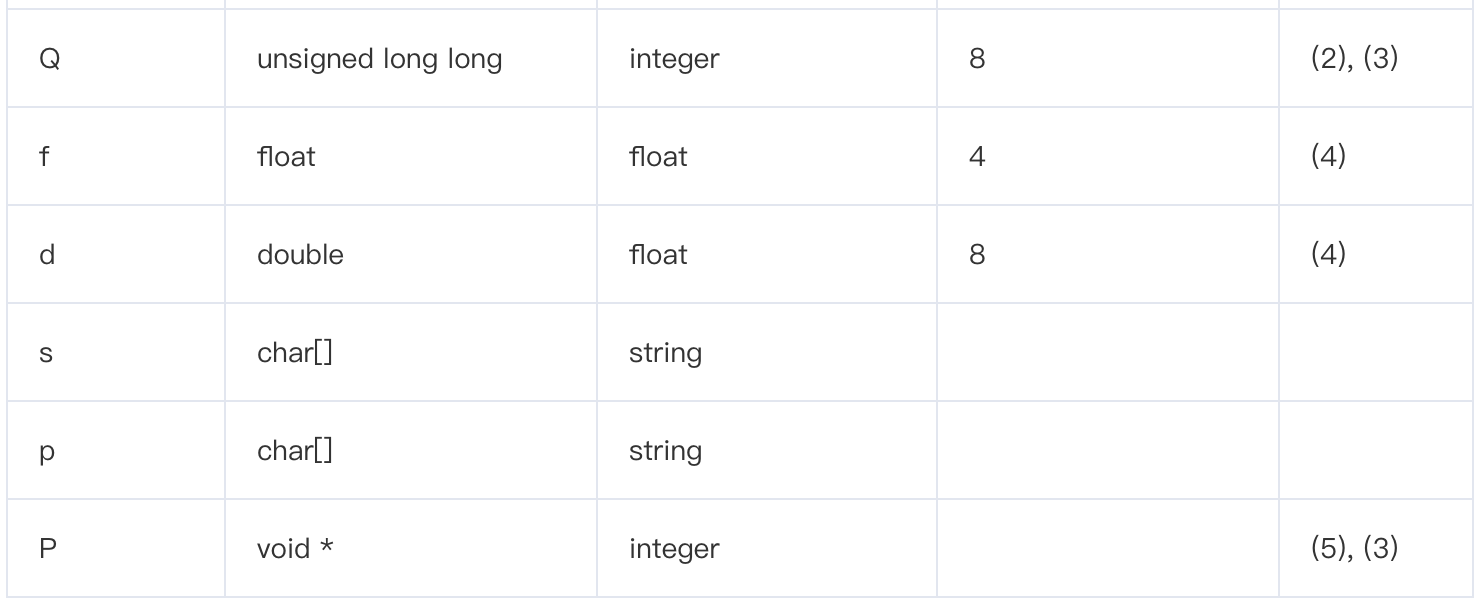 Q unsigned long long integer 8 (2), (3)
f float float 4 (4)
d double float 8 (4)
s char[] string
p char[] string
P void * integer (5), (3)